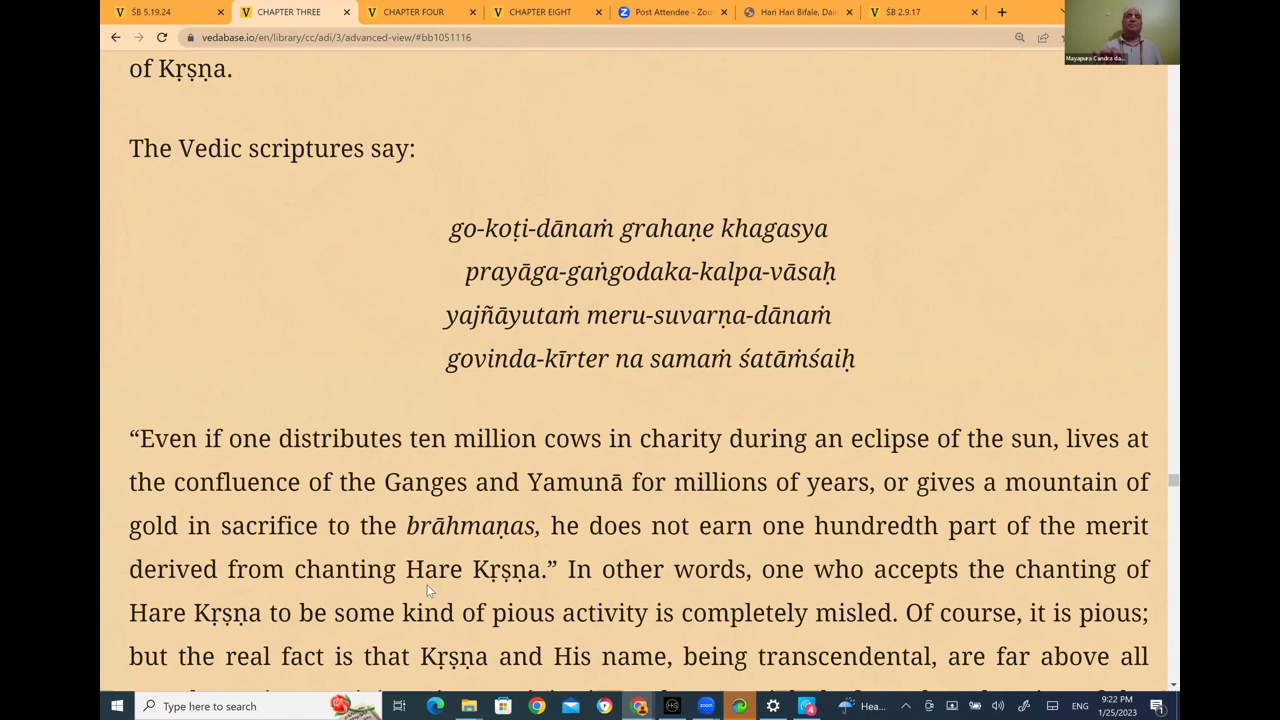 ŚB 5.19.24
CHAPTER THREE
CHAPTER FOUR
CHAPTER EIGHT
Post Attendee - Zoo
Hari Hari Bifale, Dain
ŚB 2.9.17
vedabase.io/en/library/cc/adi/3/advanced-view/#bb1051116
Mayapura Candra da...
of Kṛṣṇa.
The Vedic scriptures say:
go-koṭi-dānaṁ grahaṇe khagasya
prayāga-gaṅgodaka-kalpa-vāsaḥ
yajñāyutaṁ meru-suvarṇa-dānaṁ
govinda-kīrter na samaṁ śatāṁśaiḥ
“Even if one distributes ten million cows in charity during an eclipse of the sun, lives at
the confluence of the Ganges and Yamunā for millions of years, or gives a mountain of
gold in sacrifice to the brāhmaṇas, he does not earn one hundredth part of the merit
derived from chanting Hare Kṛṣṇa.” In other words, one who accepts the chanting of
Hare Kṛṣṇa to be some kind of pious activity is completely misled. Of course, it is pious;
but the real fact is that Kṛṣṇa and His name, being transcendental, are far above all
Type here to search
Hea...
ENG
9:22 PM
1/25/2023